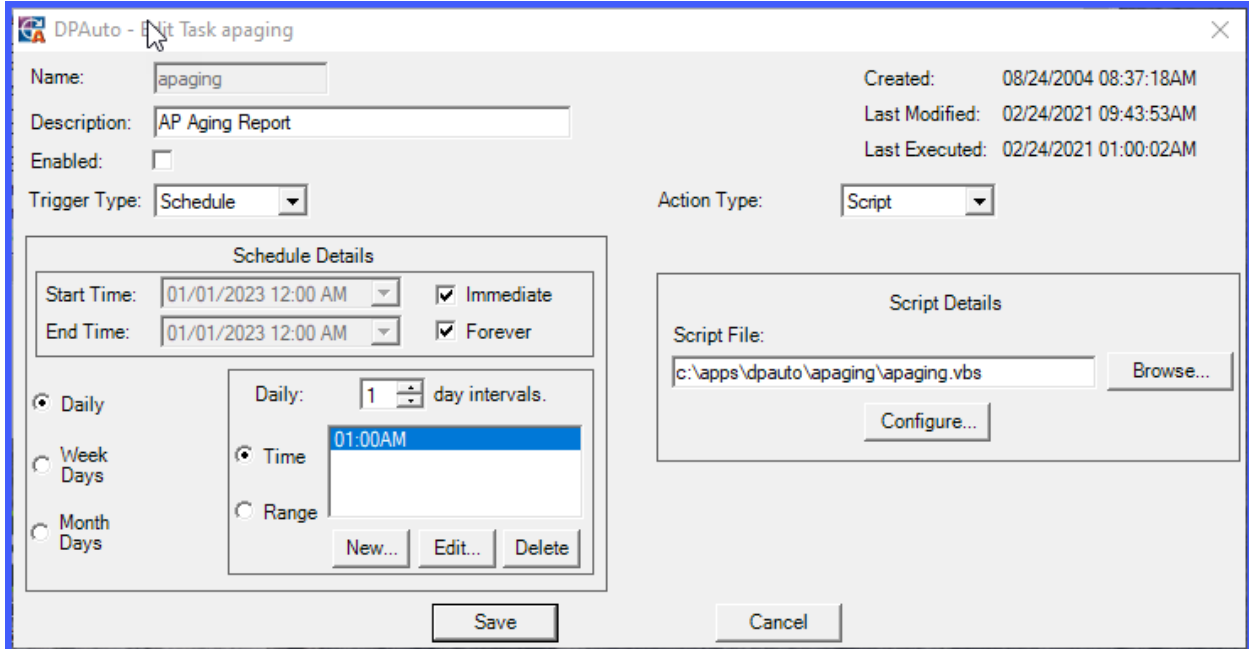 DPAuto - Edit Task apaging
Name: apaging
Created: 08/24/2004 08:37:18AM
Description: AP Aging Report
Last Modified: 02/24/2021 09:43:53AM
Enabled:
Last Executed: 02/24/2021 01:00:02AM
Trigger Type: Schedule
Action Type: Script
Schedule Details
Start Time: 01/01/2023 12:00 AM Immediate
End Time: 01/01/2023 12:00 AM Forever
Daily
Week
Days
Month
Days
Daily: 1 day intervals.
Time
01:00AM
Range
New... Edit... Delete
Script Details
Script File:
c:\apps\dpauto\apaging\apaging.vbs Browse...
Configure...
Save Cancel